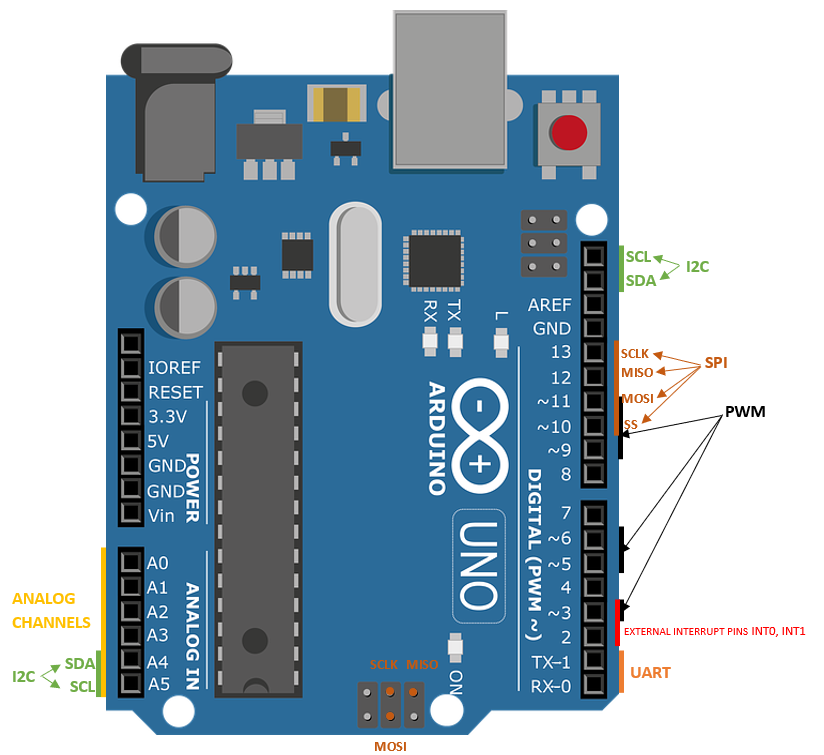 SCL
I2C
SDA
AREF
GND
RX
TX
L
13
SCLK
SPI
12
MISO
~11
MOSI
~10
SS
PWM
~9
8
IOREF
RESET
3.3V
5V
GND
GND
Vin
POWER
ARDUINO
UNO
DIGITAL (PWM ~)
7
~6
~5
4
~3
2
EXTERNAL INTERRUPT PINS INT0, INT1
TX-1
RX-0
UART
ANALOG
CHANNELS
A0
A1
A2
A3
A4
A5
ANALOG IN
I2C
SDA
SCL
SCLK MISO
ON
MOSI